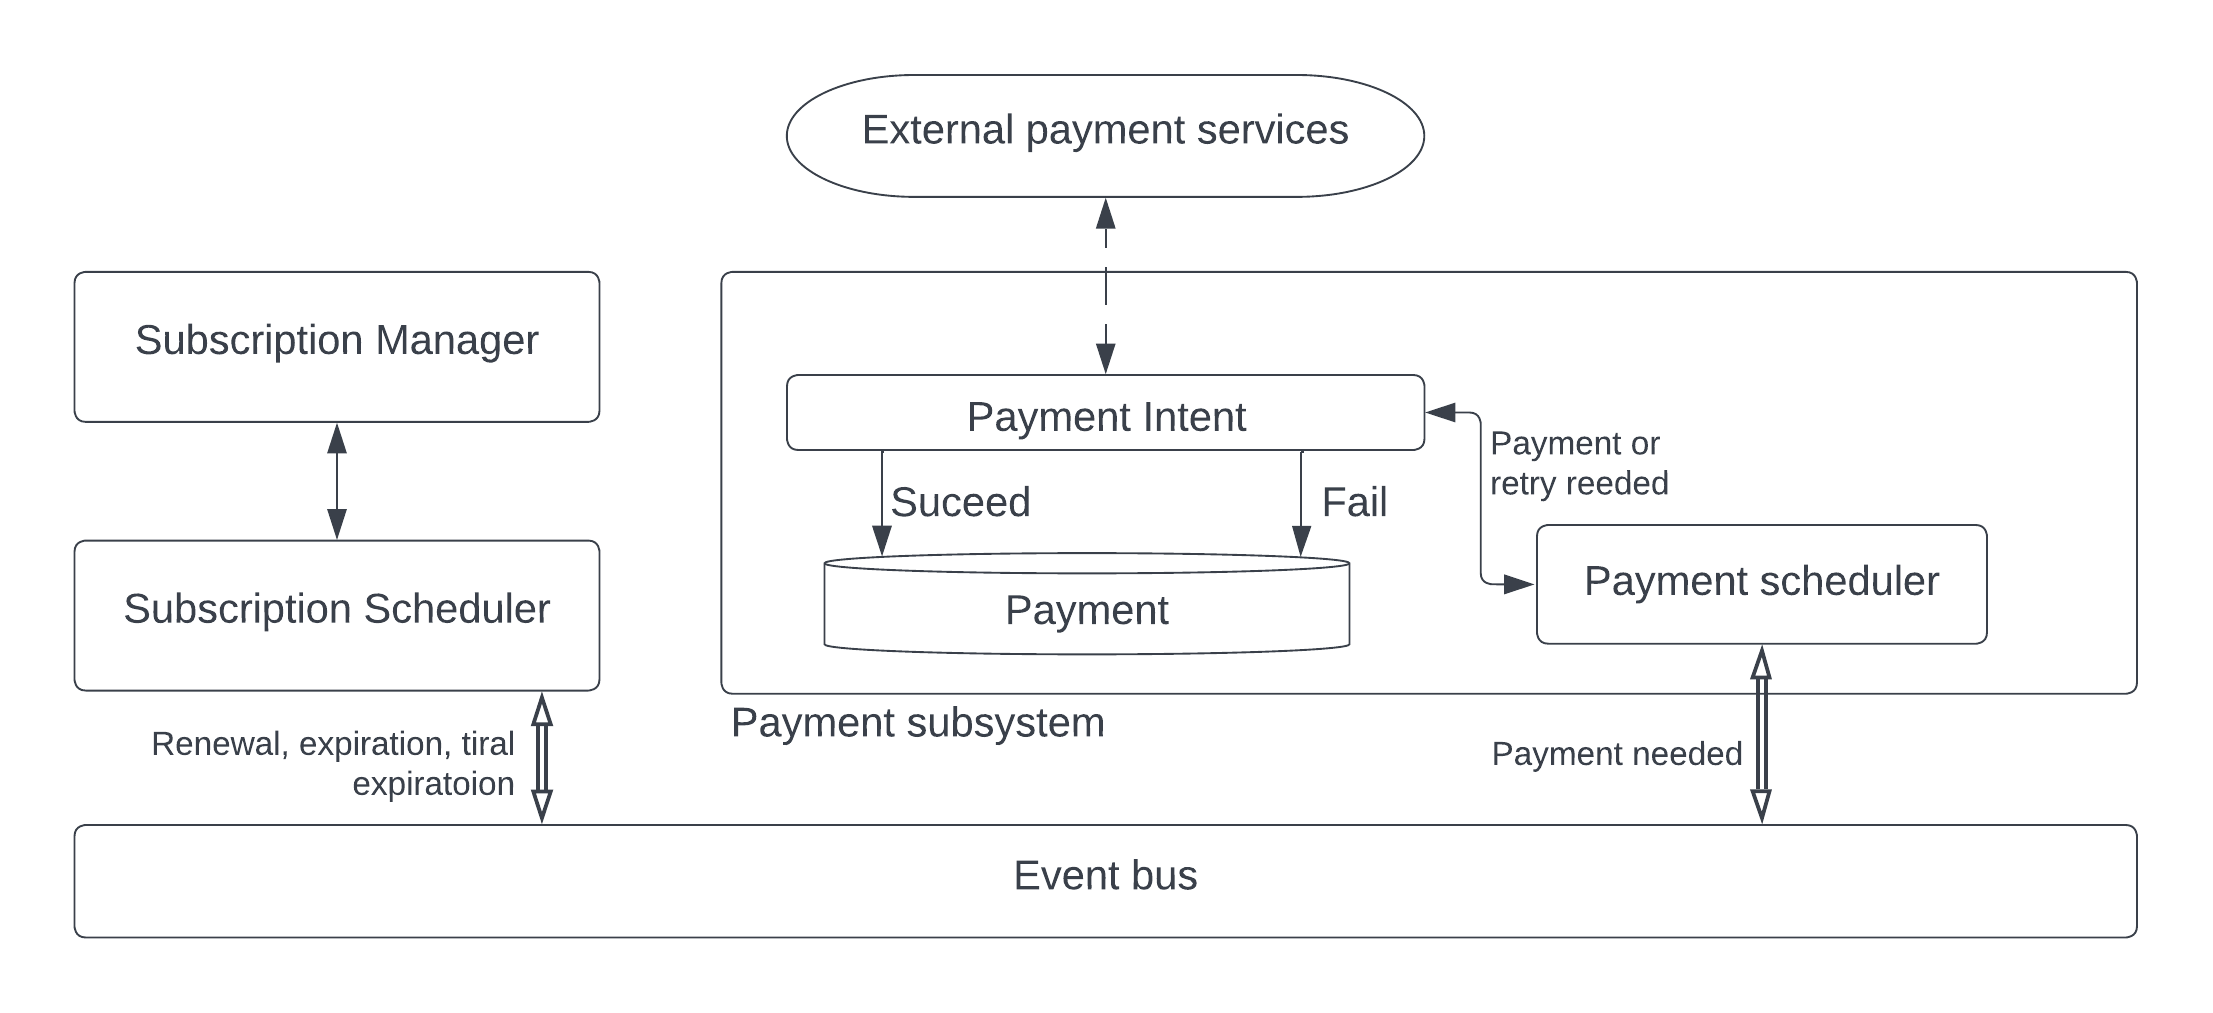 External payment services
Subscription Manager
Payment Intent
Payment or
retry reeded
Suceed
Fail
Subscription Scheduler
Payment
Payment scheduler
Payment subsystem
Renewal, expiration, tiral
expiratoion
Payment needed
Event bus